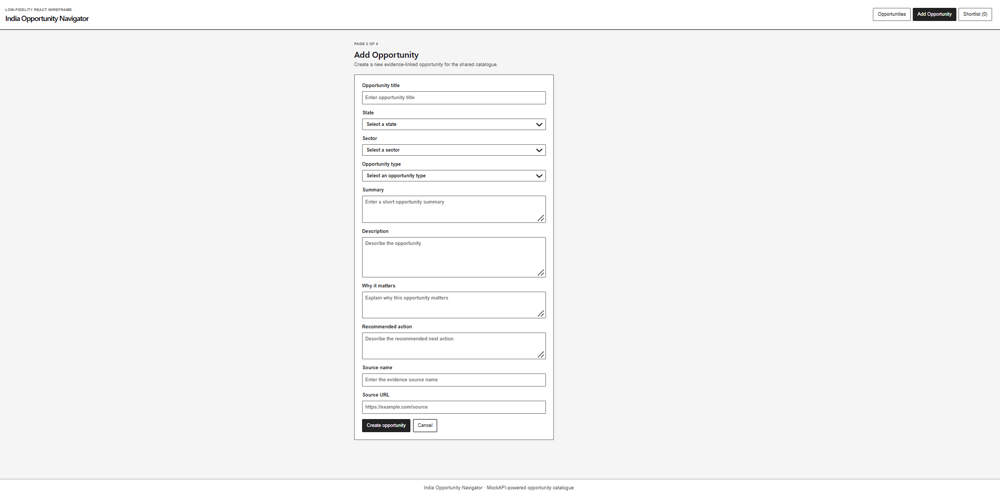 LOW-FIDELITY REACT WIREFRAME
India Opportunity Navigator
Opportunities
Add Opportunity
Shortlist (0)
PAGE 3 OF 4
Add Opportunity
Create a new evidence-linked opportunity for the shared catalogue.
Opportunity title
Enter opportunity title
State
Select a state
Sector
Select a sector
Opportunity type
Select an opportunity type
Summary
Enter a short opportunity summary
Description
Describe the opportunity
Why it matters
Explain why this opportunity matters
Recommended action
Describe the recommended next action
Source name
Enter the evidence source name
Source URL
https://example.com/source
Create opportunity
Cancel
India Opportunity Navigator · MockAPI-powered opportunity catalogue